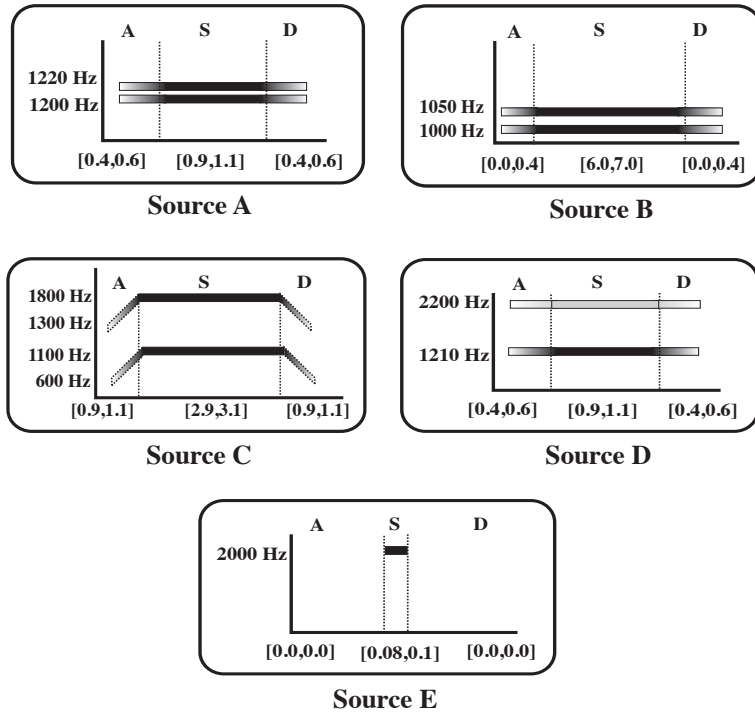 A S D
1220 Hz
1200 Hz
[0.4,0.6] [0.9,1.1] [0.4,0.6]
Source A
A S D
1050 Hz
1000 Hz
[0.0,0.4] [6.0,7.0] [0.0,0.4]
Source B
A S D
1800 Hz
1300 Hz
1100 Hz
600 Hz
[0.9,1.1] [2.9,3.1] [0.9,1.1]
Source C
A S D
2200 Hz
1210 Hz
[0.4,0.6] [0.9,1.1] [0.4,0.6]
Source D
A S D
2000 Hz
[0.0,0.0] [0.08,0.1] [0.0,0.0]
Source E